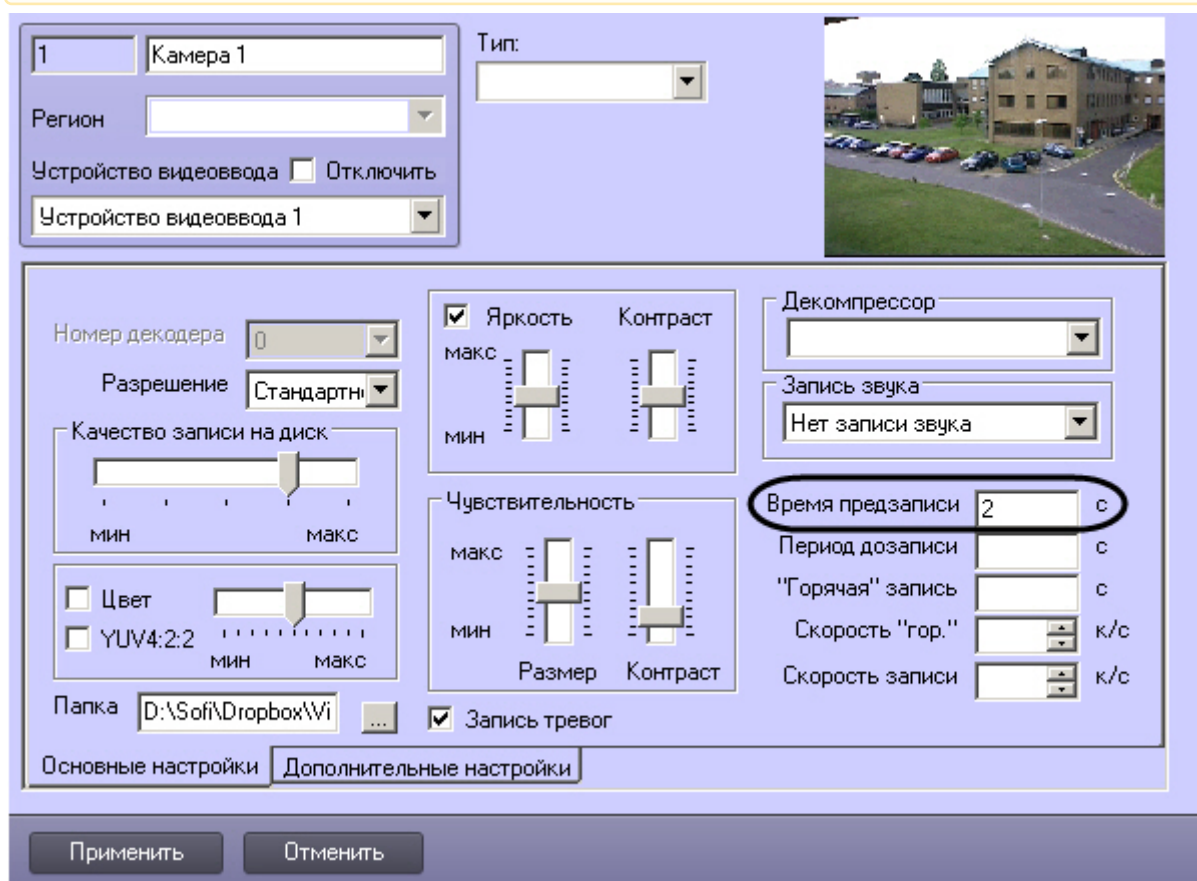 1
Камера 1
Тип:
Регион
Устройство видеоввода Отключить
Устройство видеоввода 1
Номер декодера 0
Разрешение Стандартн
Качество записи на диск
мин макс
Цвет
YUV4:2:2
мин макс
Папка D:\Sofi\Dropbox\Vi ...
Яркость Контраст
макс
мин
Чувствительность
макс
мин
Размер Контраст
Запись тревог
Декомпрессор
Запись звука
Нет записи звука
Время предзаписи 2 с
Период дозаписи с
"Горячая" запись с
Скорость "гор." к/с
Скорость записи к/с
Основные настройки Дополнительные настройки
Применить Отменить